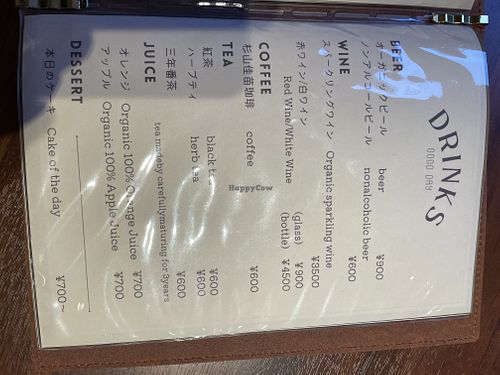 DRINKS
GOOD DAY
BEER
オーガニックビール beer ¥900
ノンアルコールビール nonalcoholic beer ¥600
WINE
スパークリングワイン Organic sparkling wine ¥3500
赤ワイン/白ワイン Red Wine/White Wine (glass) ¥900
(bottle) ¥4500
COFFEE
杉山佳苗珈琲 coffee ¥600
TEA
紅茶 black tea ¥600
ハーブティ herb tea ¥600
三年番茶 tea madeby carefullymaturing for 3years ¥600
JUICE
オレンジ Organic 100% Orange Juice ¥700
アップル Organic 100% Apple Juice ¥700
DESSERT
本日のケーキ Cake of the day ¥700~
HappyCow